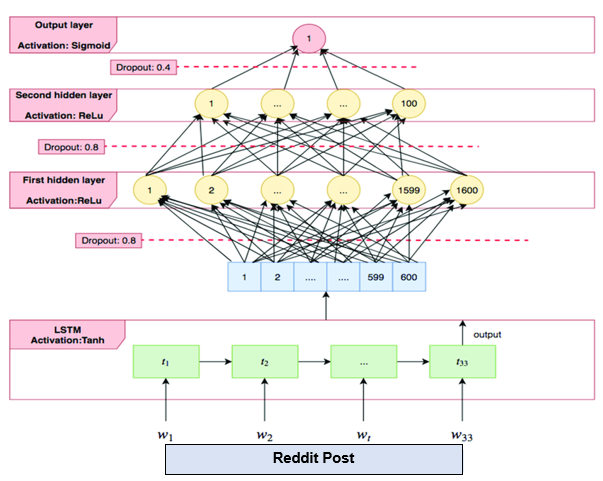 Output layer
Activation: Sigmoid
1
Dropout: 0.4
Second hidden layer
Activation: ReLu
1 ... ... 100
Dropout: 0.8
First hidden layer
Activation:ReLu
1 2 ... ... 1599 1600
Dropout: 0.8
1 2 .... .... 599 600
LSTM
Activation:Tanh
output
t1 t2 ... t33
w1 w2 wt w33
Reddit Post